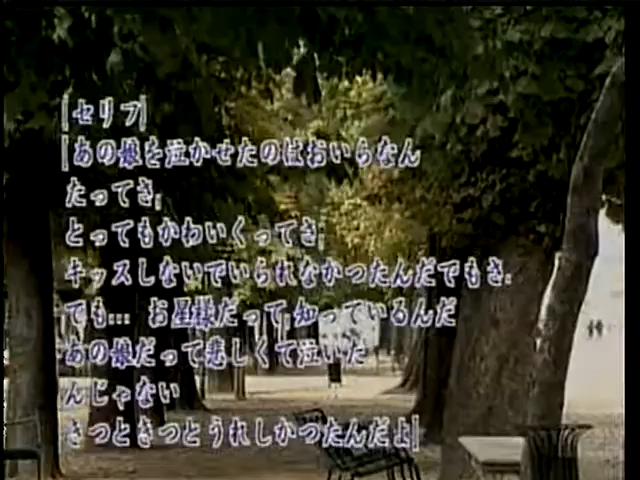 「セリフ」
「あの娘を泣かせたのはおいらなん
たってさ,
とってもかわいくってさ,
キッスしないでいられなかったんだでもさ.
でも… お星様だって知っているんだ
あの娘だって悲しくて泣いた
んじゃない
きっときっとうれしかったんだよ」